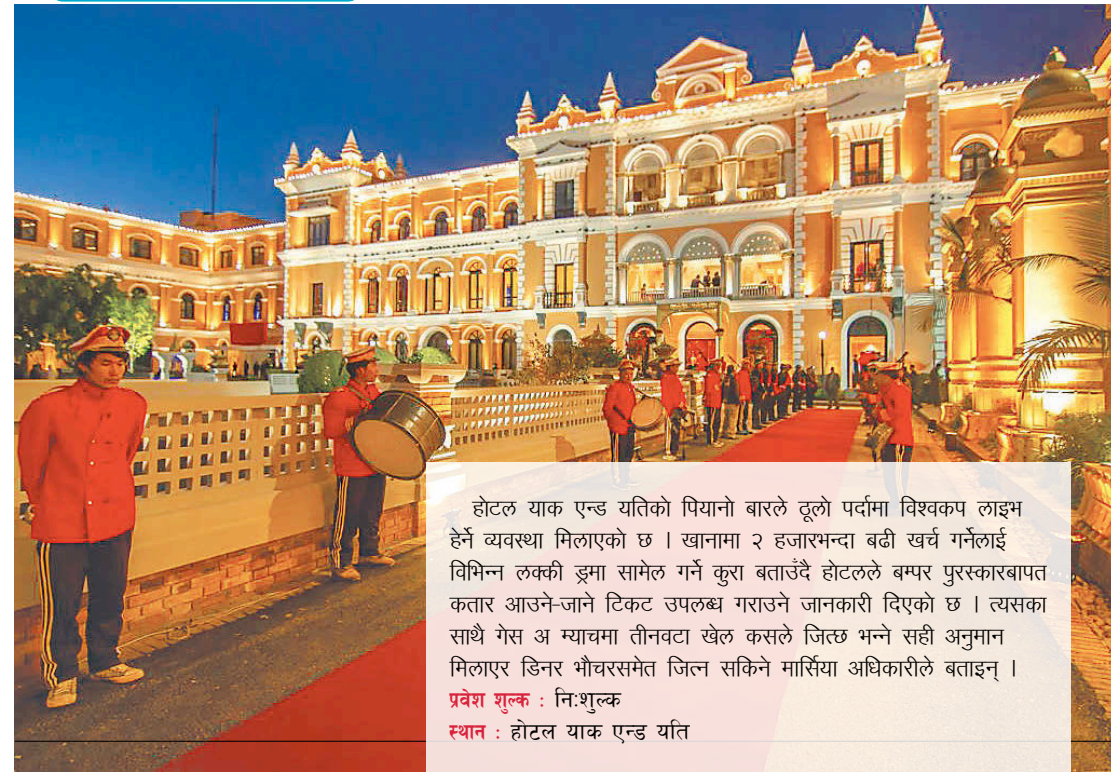 होटल याक एन्ड यतिको पियानो बारले ठूलो पर्दामा विश्वकप लाइभ
हेर्ने व्यवस्था मिलाएको छ । खानामा २ हजारभन्दा बढी खर्च गर्नेलाई
विभिन्न लक्की ड्रमा सामेल गर्ने कुरा बताउँदै होटलले बम्पर पुरस्कारबापत
कतार आउने-जाने टिकट उपलब्ध गराउने जानकारी दिएको छ । त्यसका
साथै गेस अ म्याचमा तीनवटा खेल कसले जित्छ भन्ने सही अनुमान
मिलाएर डिनर भौचरसमेत जित्न सकिने मार्सिया अधिकारीले बताइन् ।
प्रवेश शुल्क : नि:शुल्क
स्थान : होटल याक एन्ड यति